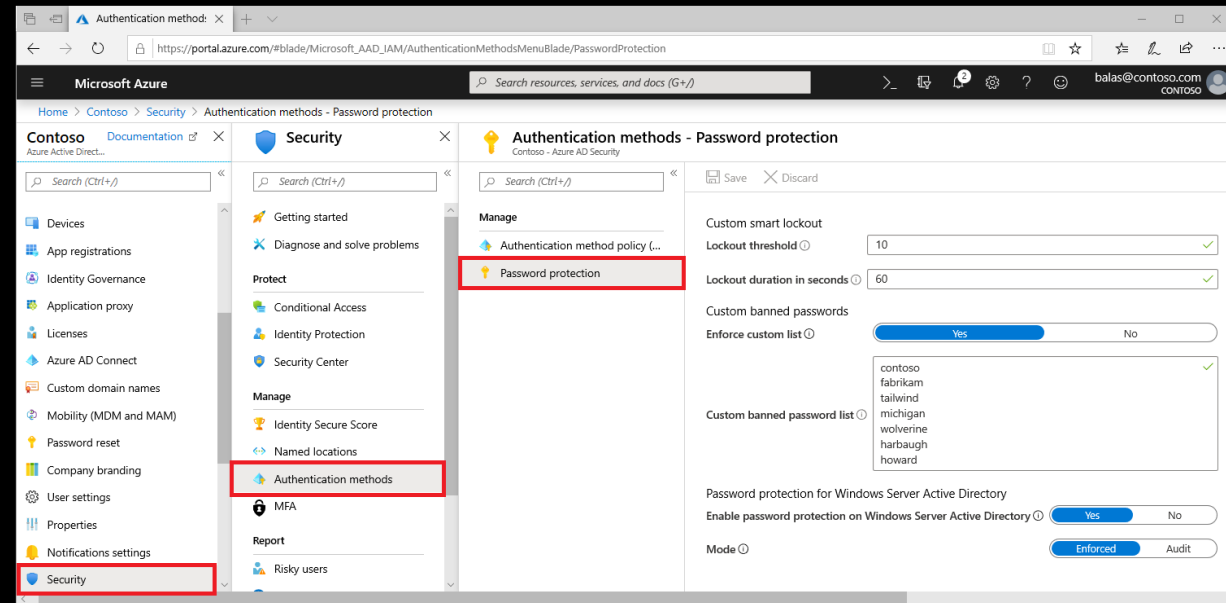 Authentication methods
https://portal.azure.com/#blade/Microsoft_AAD_IAM/AuthenticationMethodsMenuBlade/PasswordProtection
Microsoft Azure
Search resources, services, and docs (G+/)
2
balas@contoso.com
CONTOSO
Home > Contoso > Security > Authentication methods - Password protection
Contoso
Documentation
Azure Active Direct...
Search (Ctrl+/)
Devices
App registrations
Identity Governance
Application proxy
Licenses
Azure AD Connect
Custom domain names
Mobility (MDM and MAM)
Password reset
Company branding
User settings
Properties
Notifications settings
Security
Security
Search (Ctrl+/)
Getting started
Diagnose and solve problems
Protect
Conditional Access
Identity Protection
Security Center
Manage
Identity Secure Score
Named locations
Authentication methods
MFA
Report
Risky users
Authentication methods - Password protection
Contoso - Azure AD Security
Search (Ctrl+/)
Manage
Authentication method policy (...
Password protection
Save Discard
Custom smart lockout
Lockout threshold 10
Lockout duration in seconds 60
Custom banned passwords
Enforce custom list Yes No
Custom banned password list
contoso
fabrikam
tailwind
michigan
wolverine
harbaugh
howard
Password protection for Windows Server Active Directory
Enable password protection on Windows Server Active Directory Yes No
Mode Enforced Audit